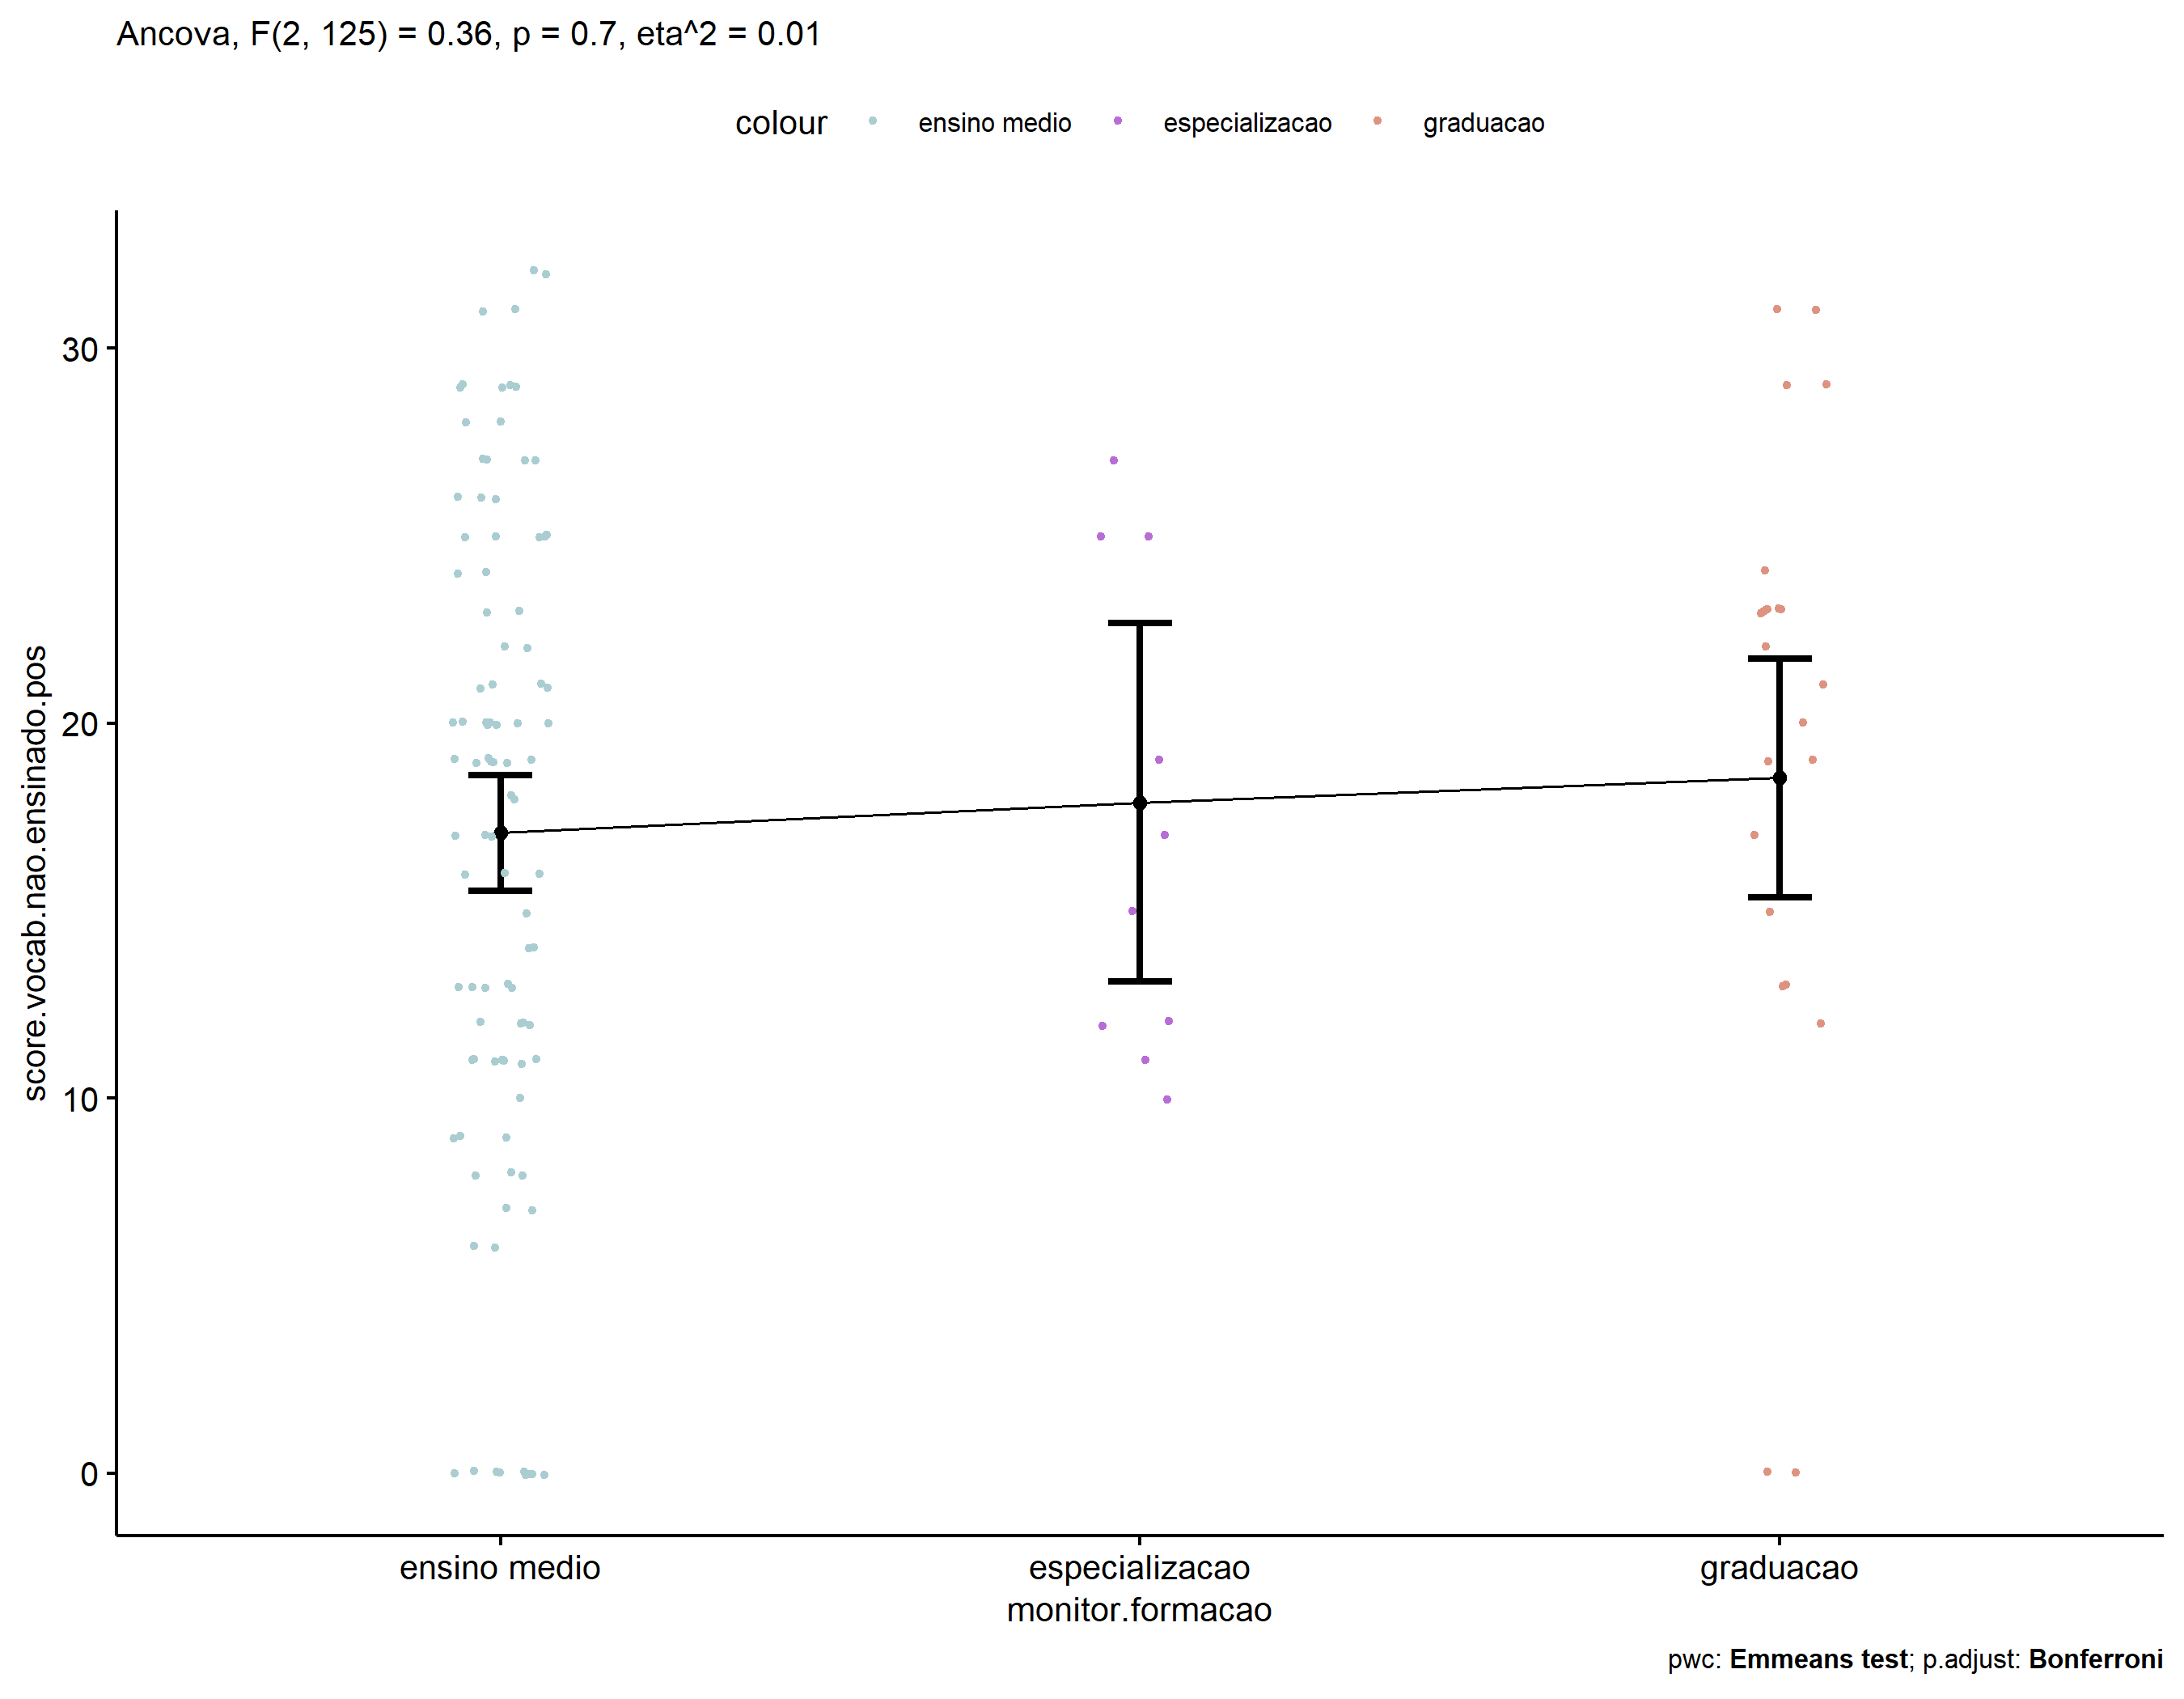 Ancova, F(2, 125) = 0.36, p = 0.7, eta^2 = 0.01
colour ensino medio especializacao graduacao
score.vocab.nao.ensinado.pos
30
20
10
0
ensino medio especializacao graduacao
monitor.formacao
pwc: Emmeans test; p.adjust: Bonferroni